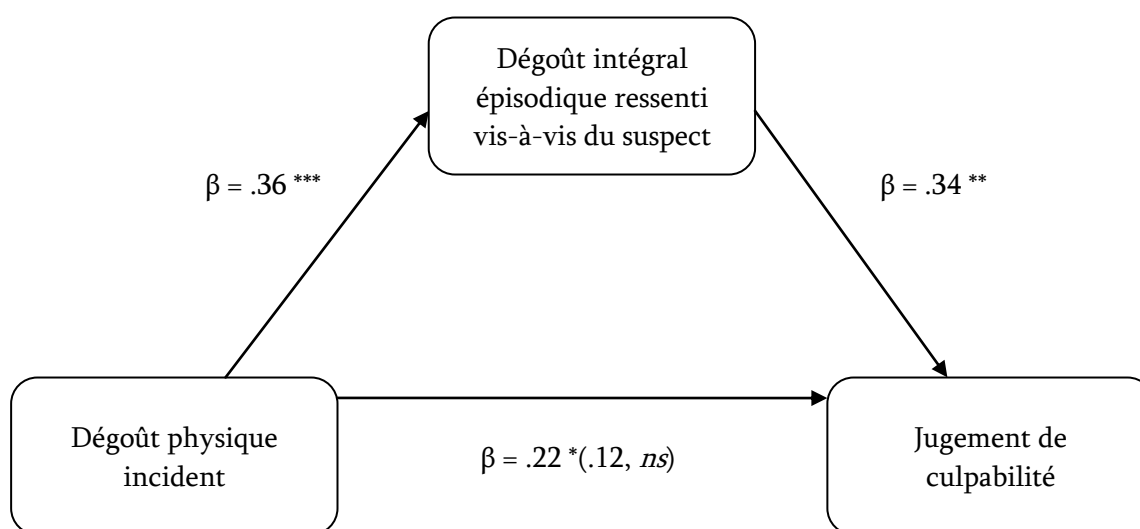 Dégoût intégral
épisodique ressenti
vis-à-vis du suspect
β = .36 ***
β = .34 **
Dégoût physique
incident
β = .22 *(.12, ns)
Jugement de
culpabilité